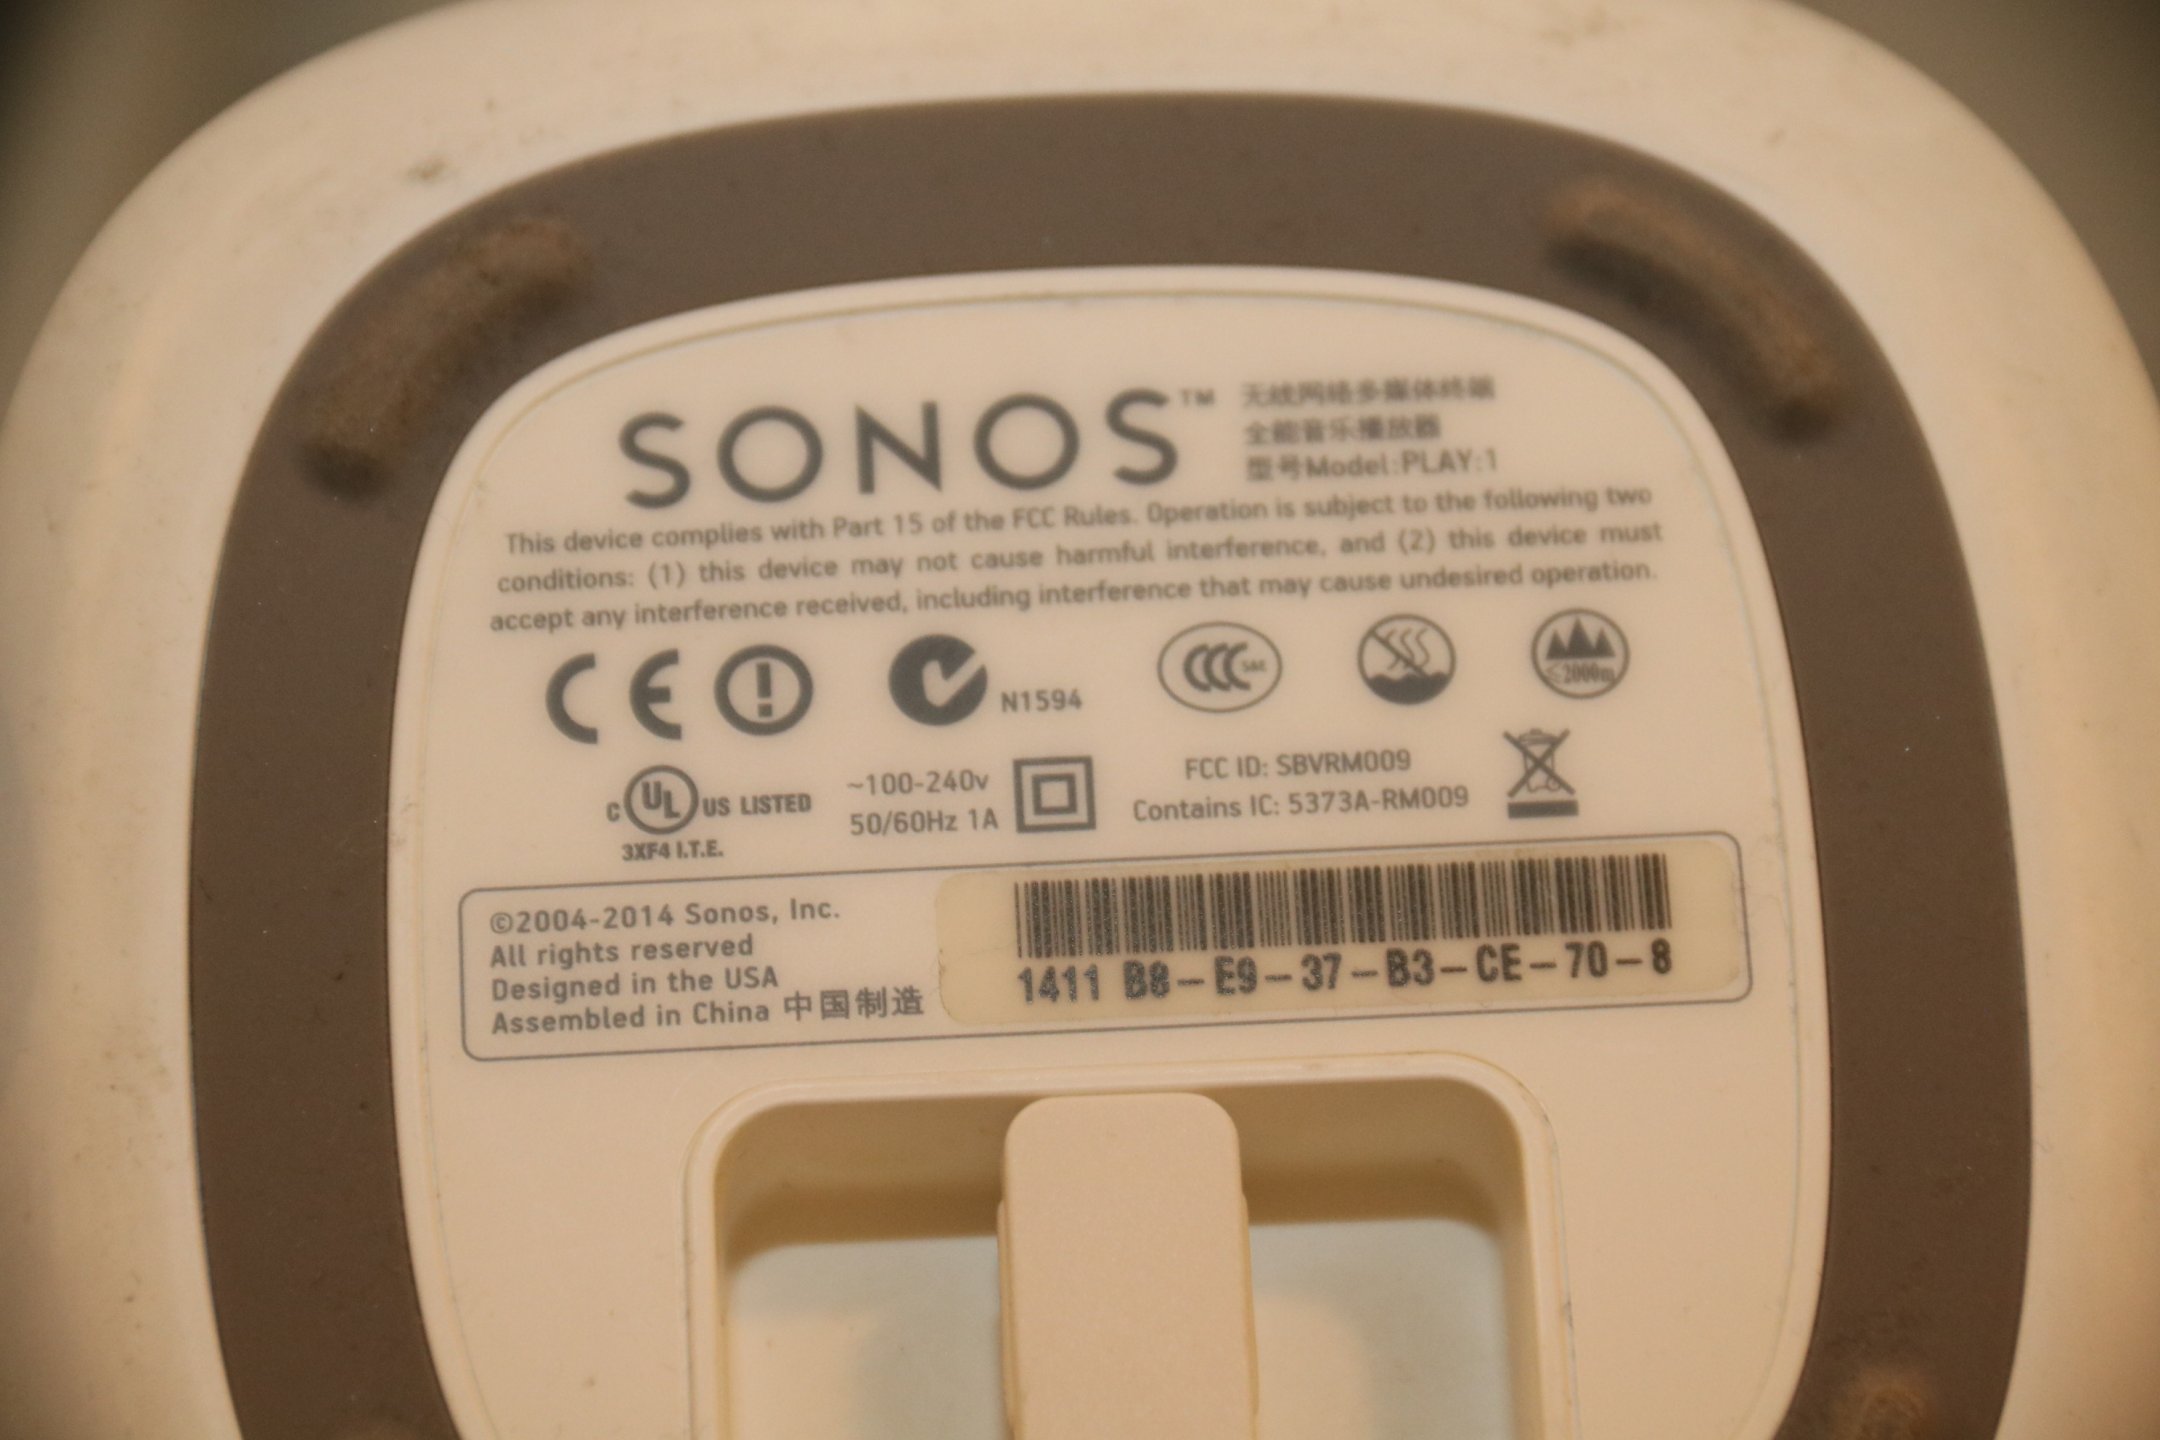 SONOS™
无线网络多媒体终端
全能音乐播放器
型号Model:PLAY:1
This device complies with Part 15 of the FCC Rules. Operation is subject to the following two
conditions: (1) this device may not cause harmful interference, and (2) this device must
accept any interference received, including interference that may cause undesired operation.
CE N1594 CCC S&E ≤2000m
C UL US LISTED
3XF4 I.T.E.
~100-240v
50/60Hz 1A
FCC ID: SBVRM009
Contains IC: 5373A-RM009
©2004-2014 Sonos, Inc.
All rights reserved
Designed in the USA
Assembled in China 中国制造
1411 B8-E9-37-B3-CE-70-8